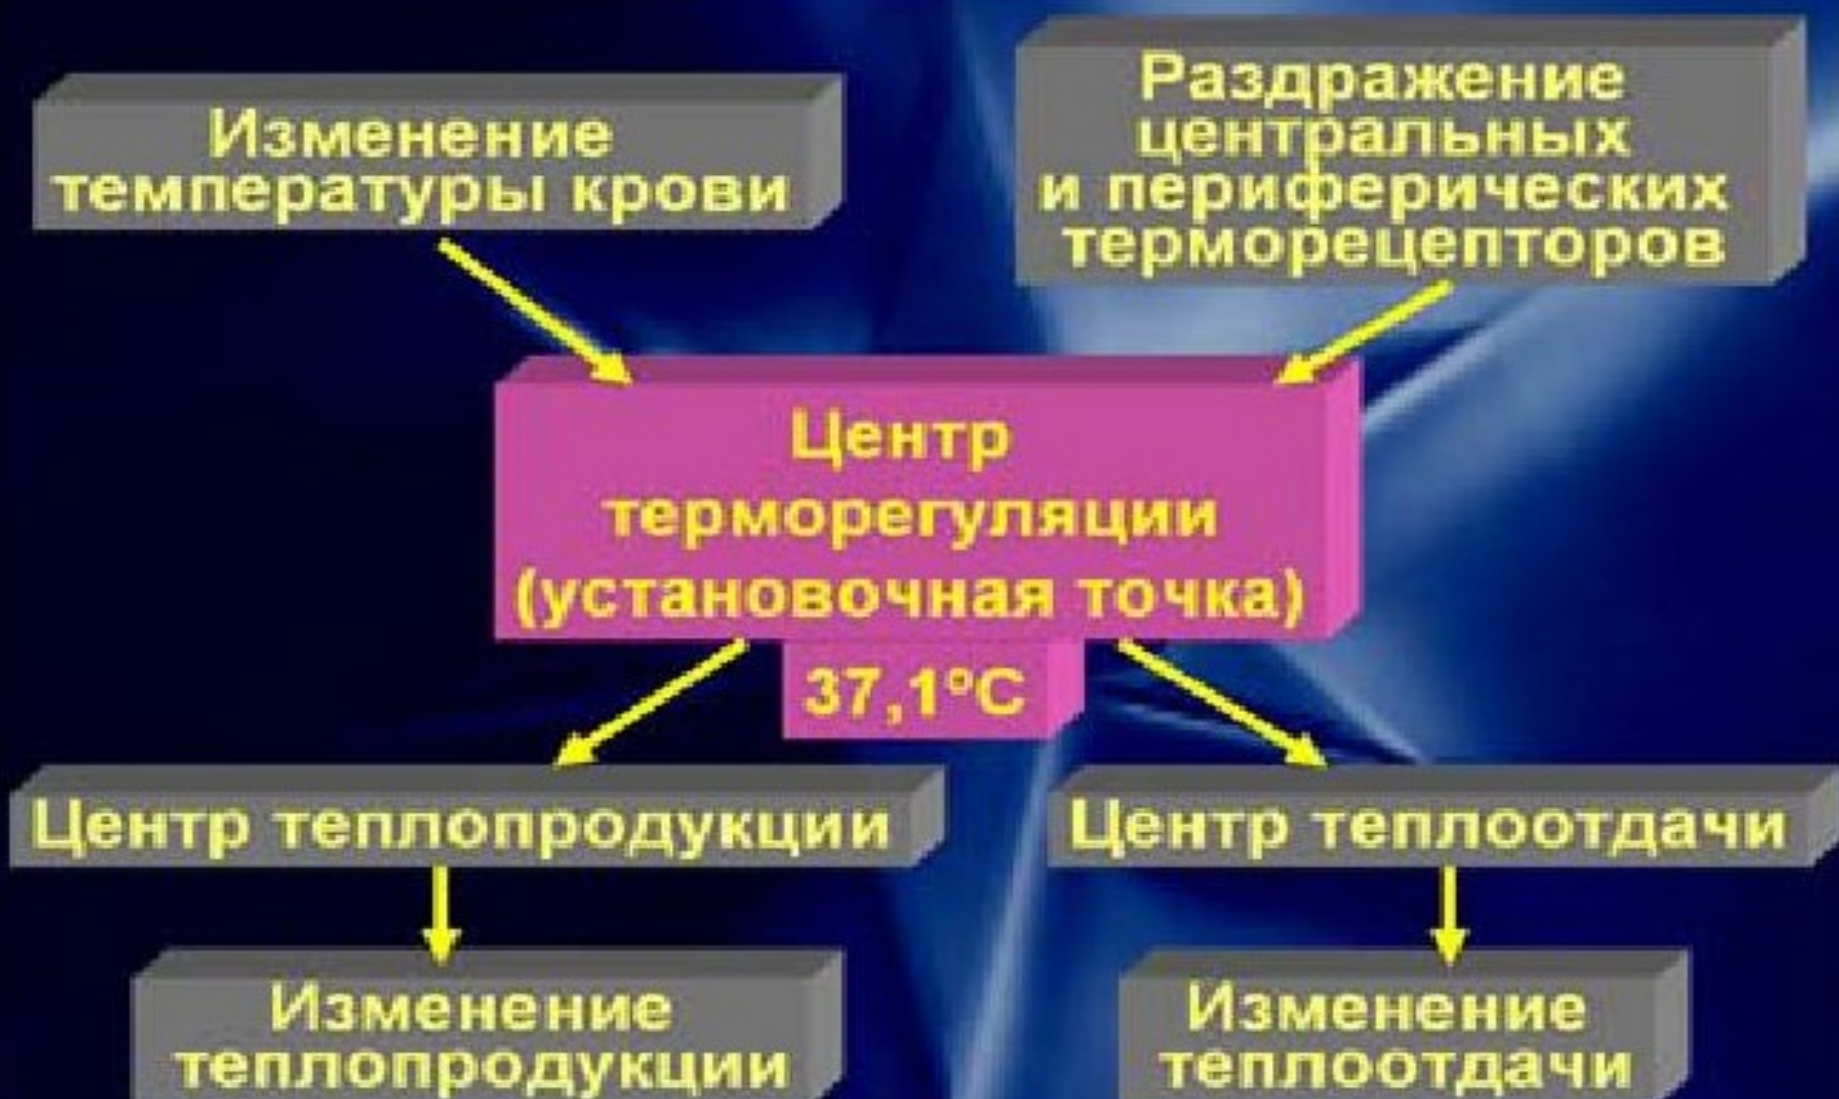 Изменение
температуры крови
Раздражение
центральных
и периферических
терморецепторов
Центр
терморегуляции
(установочная точка)
37,1ºC
Центр теплопродукции
Центр теплоотдачи
Изменение
теплопродукции
Изменение
теплоотдачи